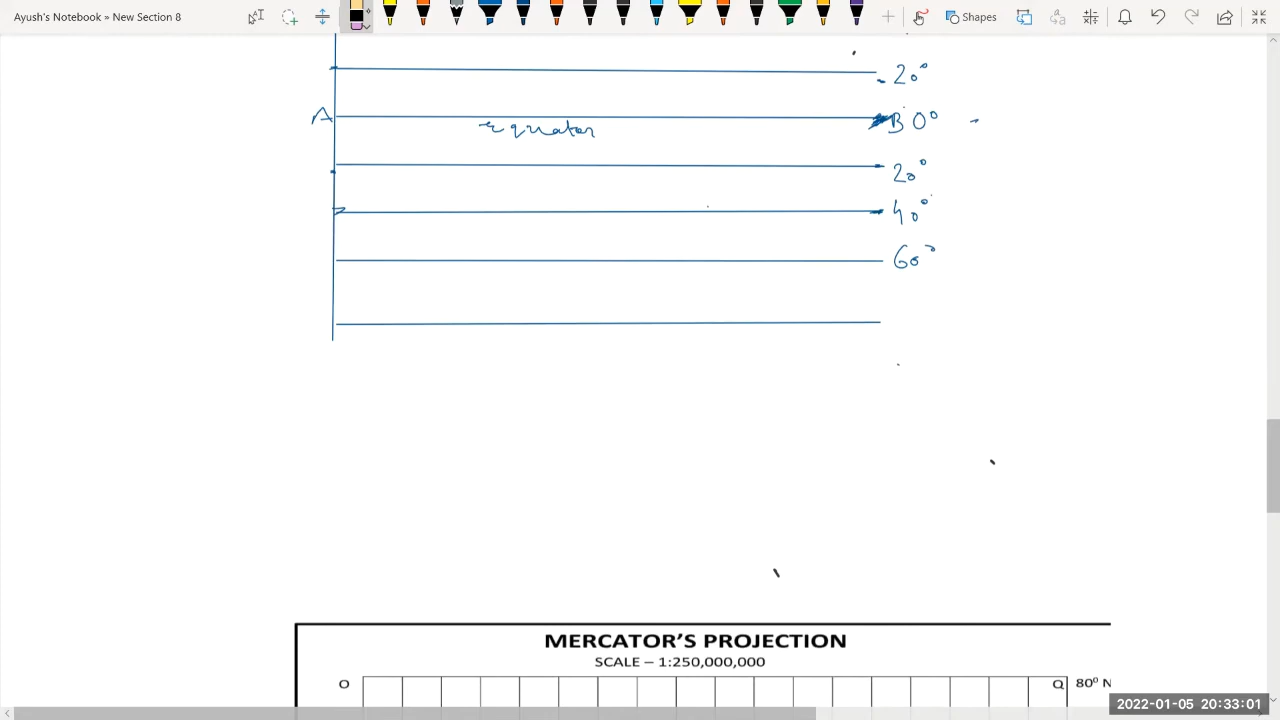 Ayush's Notebook » New Section 8
Shapes
20°
A
B 0°
Equator
20°
40°
60°
MERCATOR'S PROJECTION
SCALE – 1:250,000,000
O
Q 80° N
2022-01-05 20:33:01